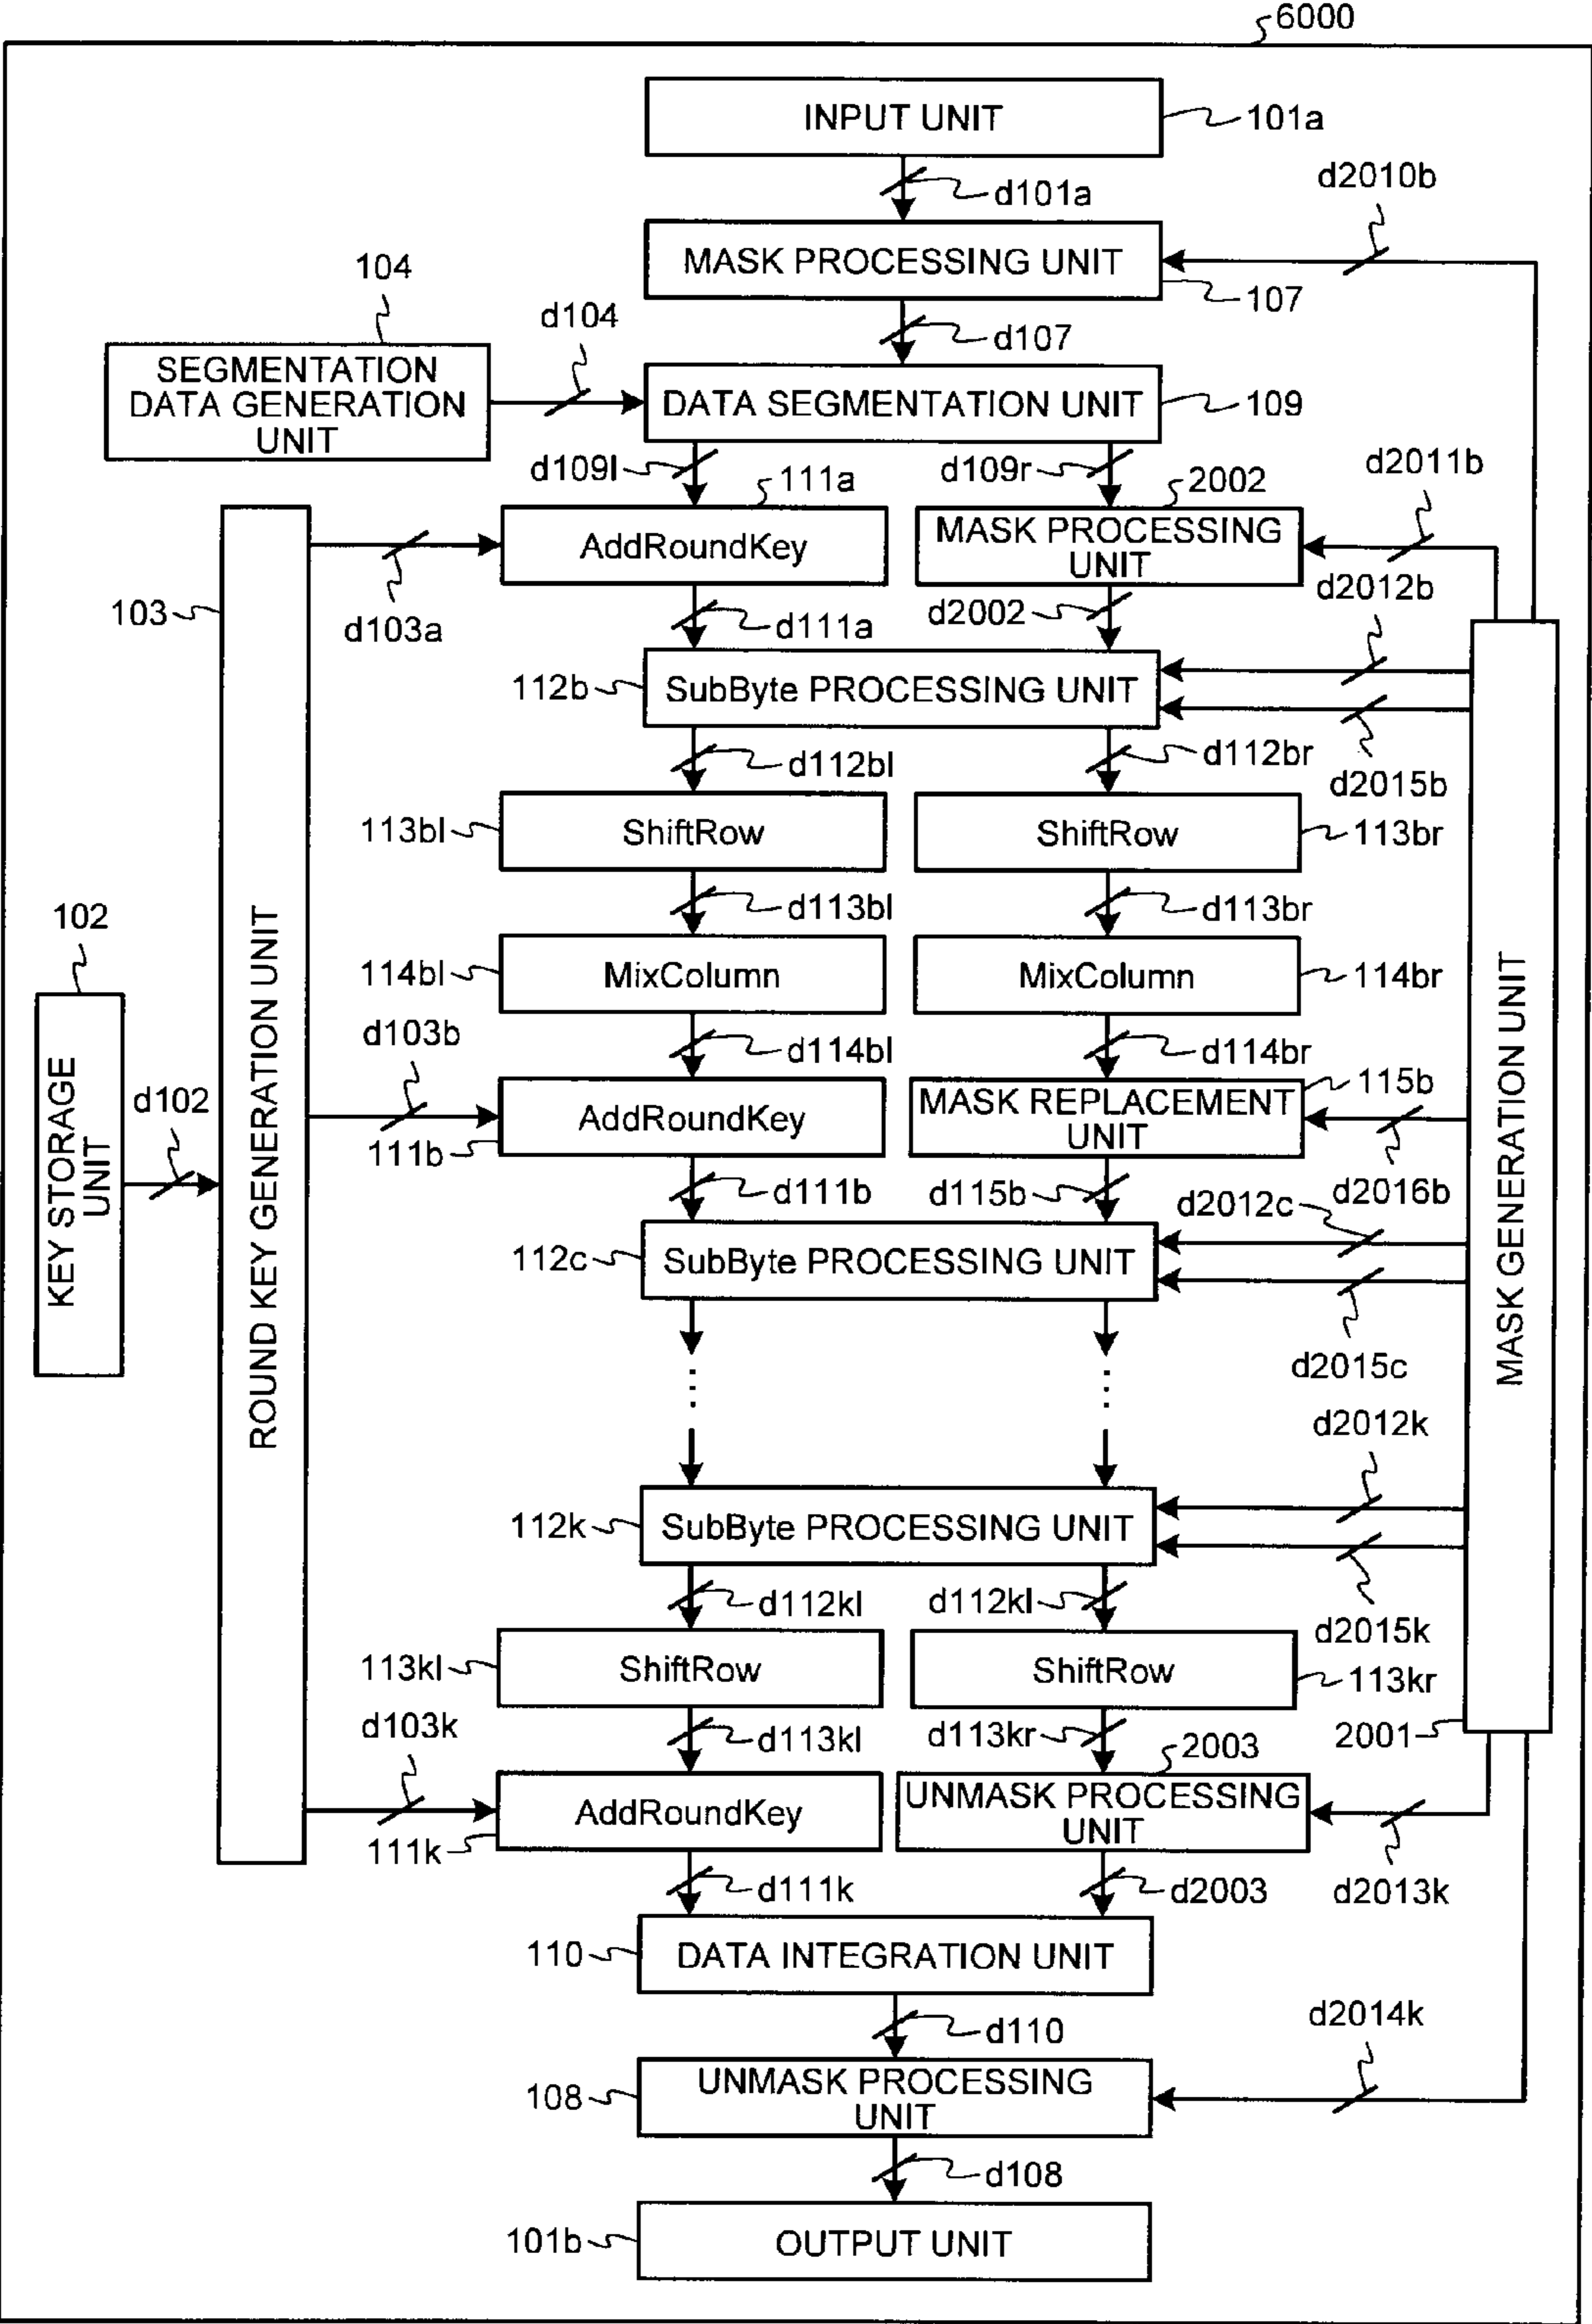 6000
INPUT UNIT
101a
d101a
d2010b
MASK PROCESSING UNIT
107
104
d104
d107
SEGMENTATION
DATA GENERATION
UNIT
DATA SEGMENTATION UNIT
109
d109l
d109r
d2011b
111a
2002
AddRoundKey
MASK PROCESSING
UNIT
103
d103a
d111a
d2002
d2012b
112b
SubByte PROCESSING UNIT
d112bl
d112br
d2015b
113bl
ShiftRow
ShiftRow
113br
d113bl
d113br
102
114bl
MixColumn
MixColumn
114br
d103b
d114bl
d114br
115b
KEY STORAGE
UNIT
d102
ROUND KEY GENERATION UNIT
MASK GENERATION UNIT
AddRoundKey
111b
MASK REPLACEMENT
UNIT
d111b
d115b
d2012c
d2016b
112c
SubByte PROCESSING UNIT
d2015c
d2012k
112k
SubByte PROCESSING UNIT
d112kl
d112kl
d2015k
113kl
ShiftRow
ShiftRow
113kr
d103k
d113kl
d113kr
2003
2001
AddRoundKey
111k
UNMASK PROCESSING
UNIT
d111k
d2003
d2013k
110
DATA INTEGRATION UNIT
d110
d2014k
108
UNMASK PROCESSING
UNIT
d108
101b
OUTPUT UNIT